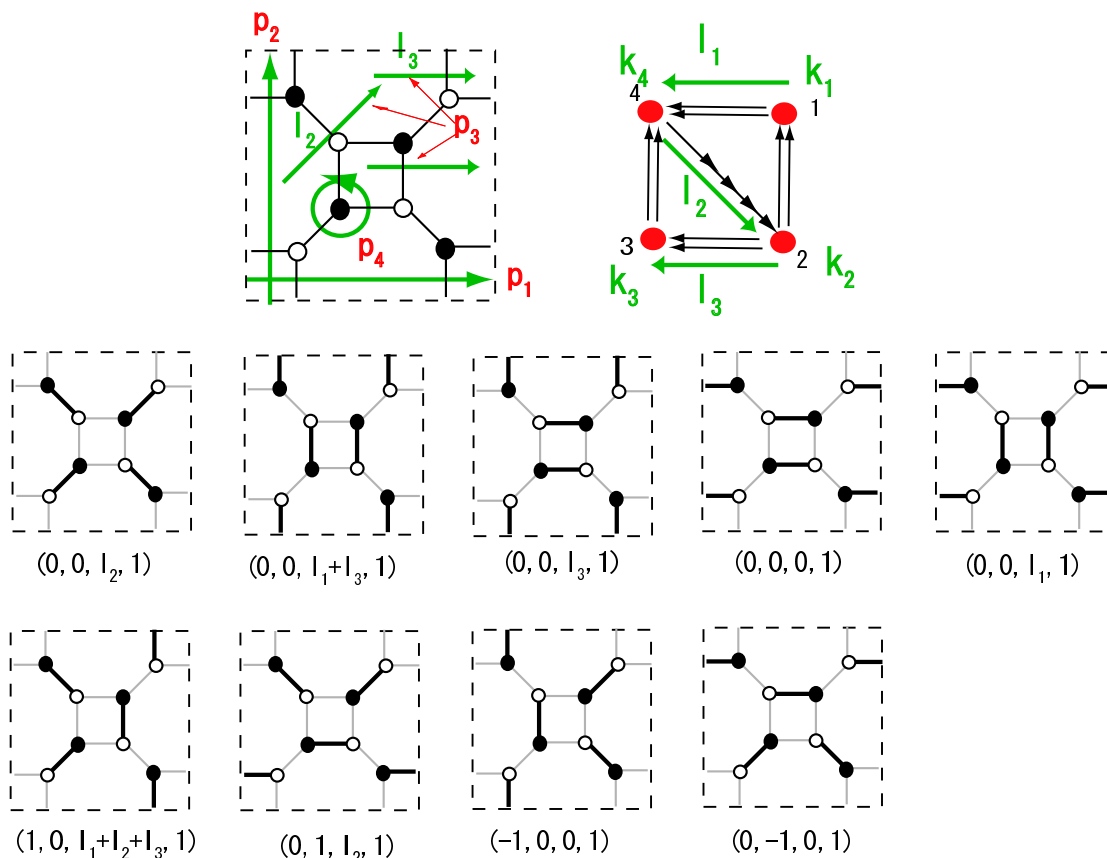 p2
l3
l2
p3
p4
p1
l1
k4
k1
4
1
l2
3
2
k3
k2
l3
(0, 0, l2, 1)
(0, 0, l1+l3, 1)
(0, 0, l3, 1)
(0, 0, 0, 1)
(0, 0, l1, 1)
(1, 0, l1+l2+l3, 1)
(0, 1, l2, 1)
(-1, 0, 0, 1)
(0, -1, 0, 1)